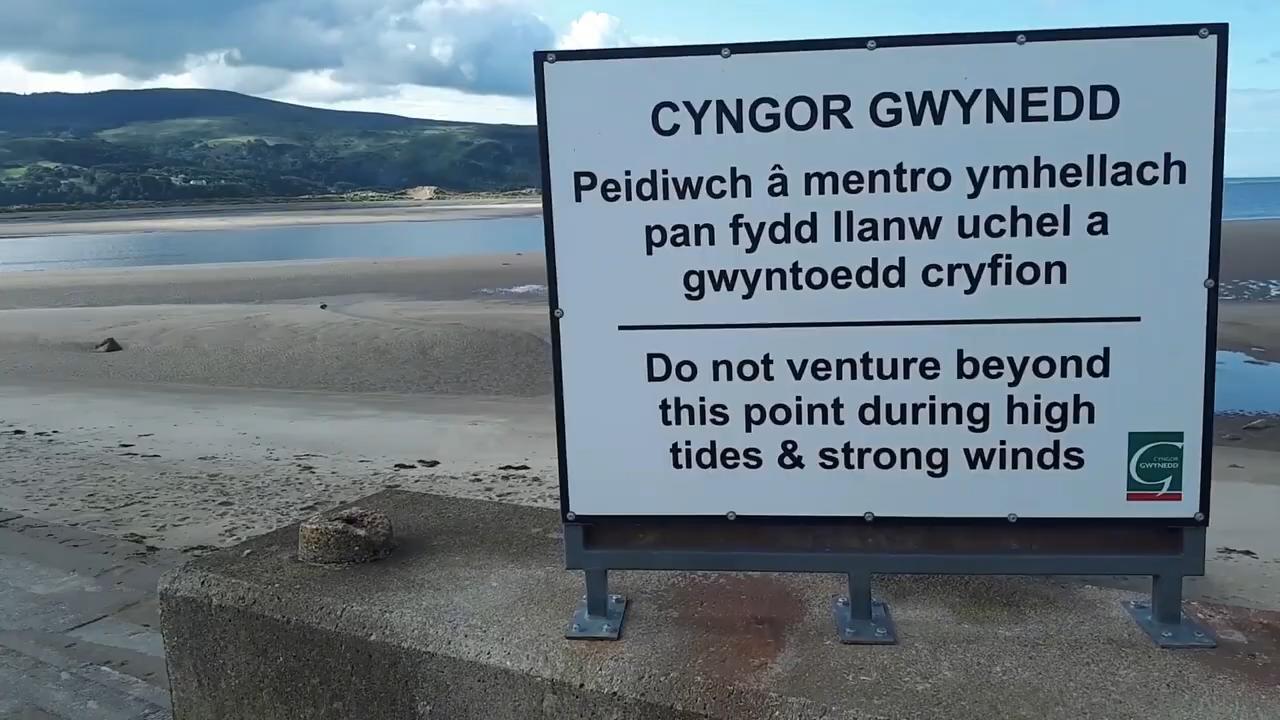 CYNGOR GWYNEDD
Peidiwch â mentro ymhellach
pan fydd llanw uchel a
gwyntoedd cryfion
Do not venture beyond
this point during high
tides & strong winds
CYNGOR
GWYNEDD